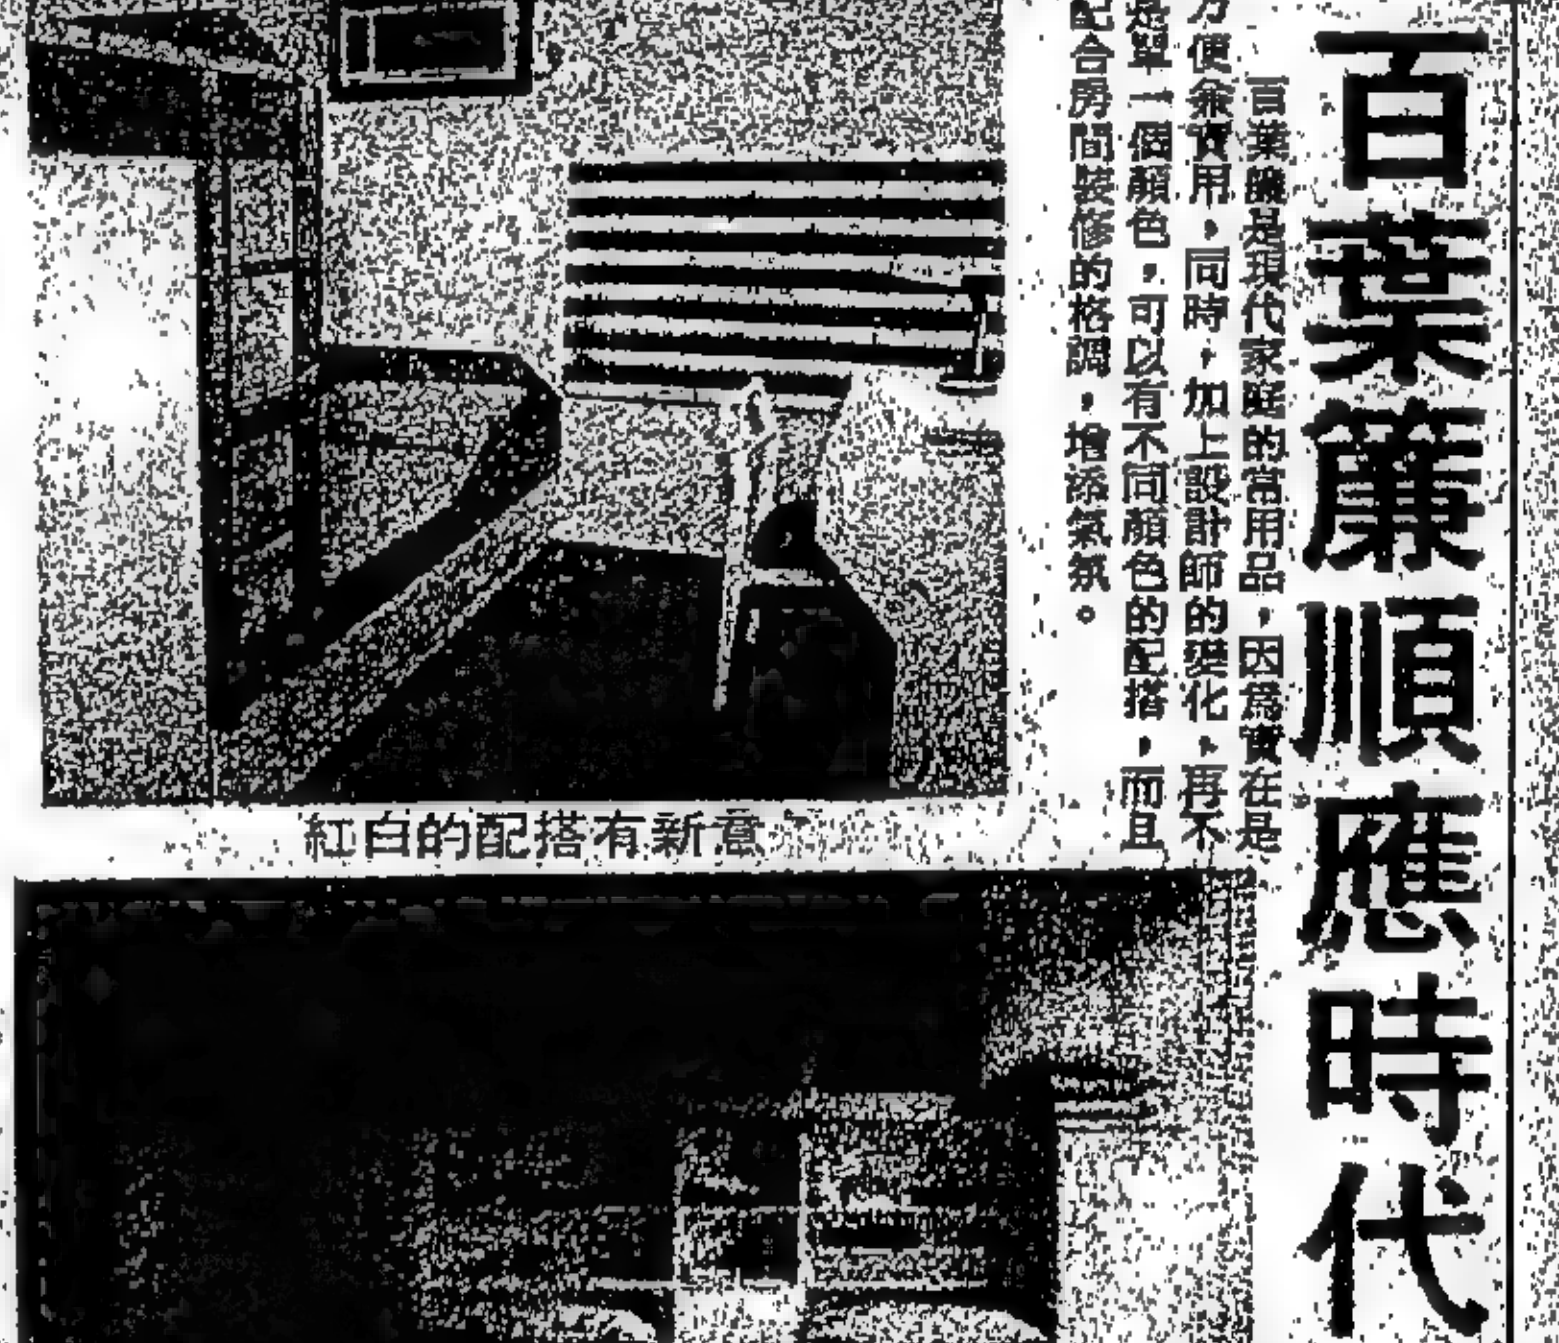 百葉簾順應時代
百葉簾是現代家庭的常用品，因爲實在是
方便兼實用，同時，加上設計師的變化，再不
是單一個顏色，可以有不同顏色的配搭，而且
配合房間裝修的格調，增添氣氛。
紅白的配搭有新意